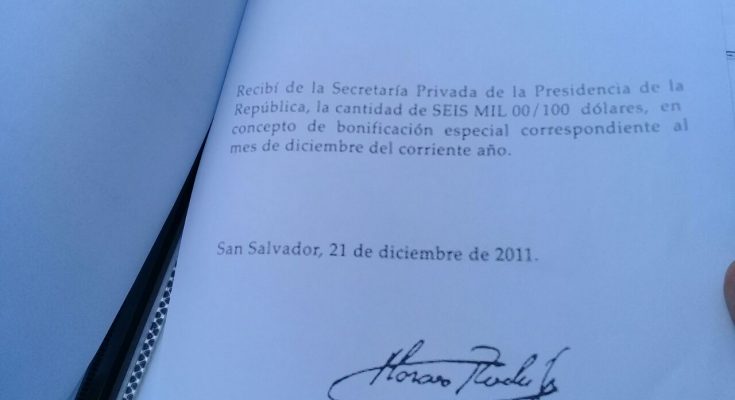 Recibí de la Secretaría Privada de la Presidencia de la
República, la cantidad de SEIS MIL 00/100 dólares, en
concepto de bonificación especial correspondiente al
mes de diciembre del corriente año.
San Salvador, 21 de diciembre de 2011.